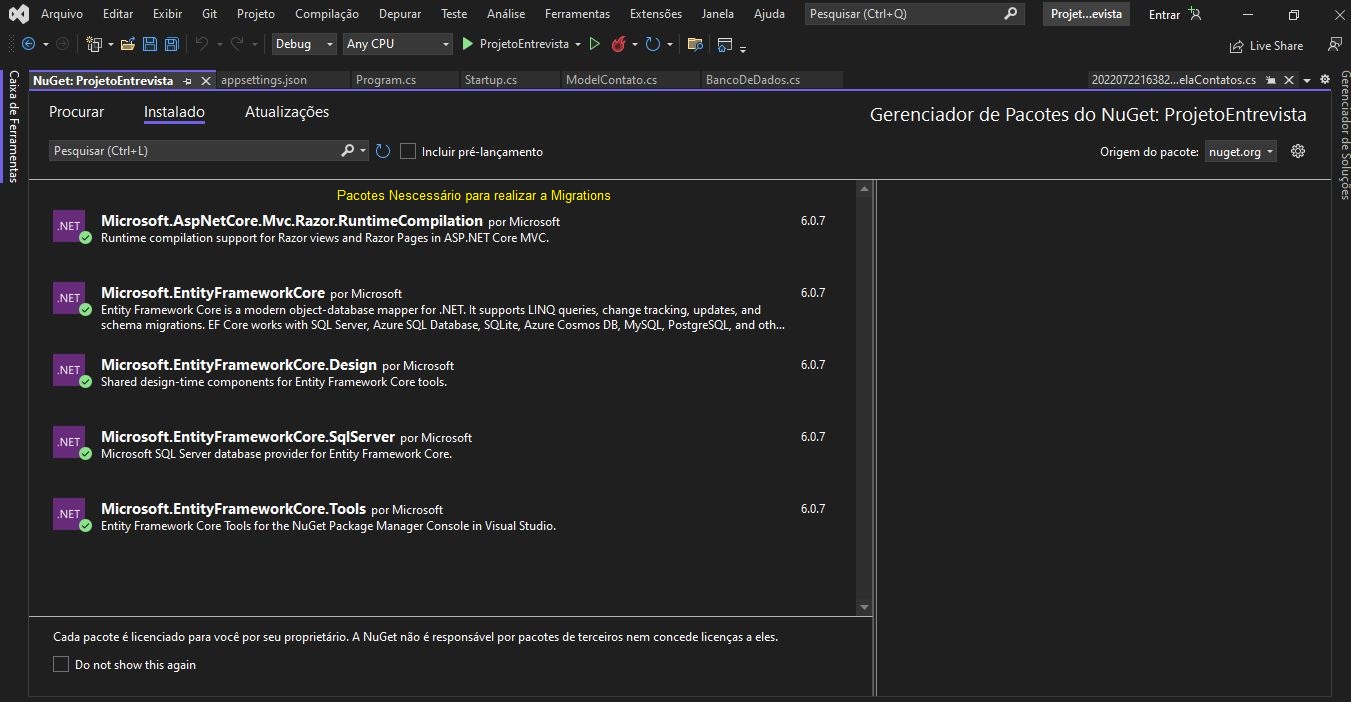 Arquivo Editar Exibir Git Projeto Compilação Depurar Teste Análise Ferramentas Extensões Janela Ajuda Pesquisar (Ctrl+Q) Projet...evista Entrar
Debug Any CPU ProjetoEntrevista Live Share
NuGet: ProjetoEntrevista appsettings.json Program.cs Startup.cs ModelContato.cs BancoDeDados.cs 2022072216382...elaContatos.cs
Caixa de Ferramentas
Gerenciador de Soluções
Procurar Instalado Atualizações
Gerenciador de Pacotes do NuGet: ProjetoEntrevista
Pesquisar (Ctrl+L) Incluir pré-lançamento
Origem do pacote: nuget.org
Pacotes Nescessário para realizar a Migrations
.NET Microsoft.AspNetCore.Mvc.Razor.RuntimeCompilation por Microsoft 6.0.7
Runtime compilation support for Razor views and Razor Pages in ASP.NET Core MVC.
.NET Microsoft.EntityFrameworkCore por Microsoft 6.0.7
Entity Framework Core is a modern object-database mapper for .NET. It supports LINQ queries, change tracking, updates, and
schema migrations. EF Core works with SQL Server, Azure SQL Database, SQLite, Azure Cosmos DB, MySQL, PostgreSQL, and oth...
.NET Microsoft.EntityFrameworkCore.Design por Microsoft 6.0.7
Shared design-time components for Entity Framework Core tools.
.NET Microsoft.EntityFrameworkCore.SqlServer por Microsoft 6.0.7
Microsoft SQL Server database provider for Entity Framework Core.
.NET Microsoft.EntityFrameworkCore.Tools por Microsoft 6.0.7
Entity Framework Core Tools for the NuGet Package Manager Console in Visual Studio.
Cada pacote é licenciado para você por seu proprietário. A NuGet não é responsável por pacotes de terceiros nem concede licenças a eles.
Do not show this again